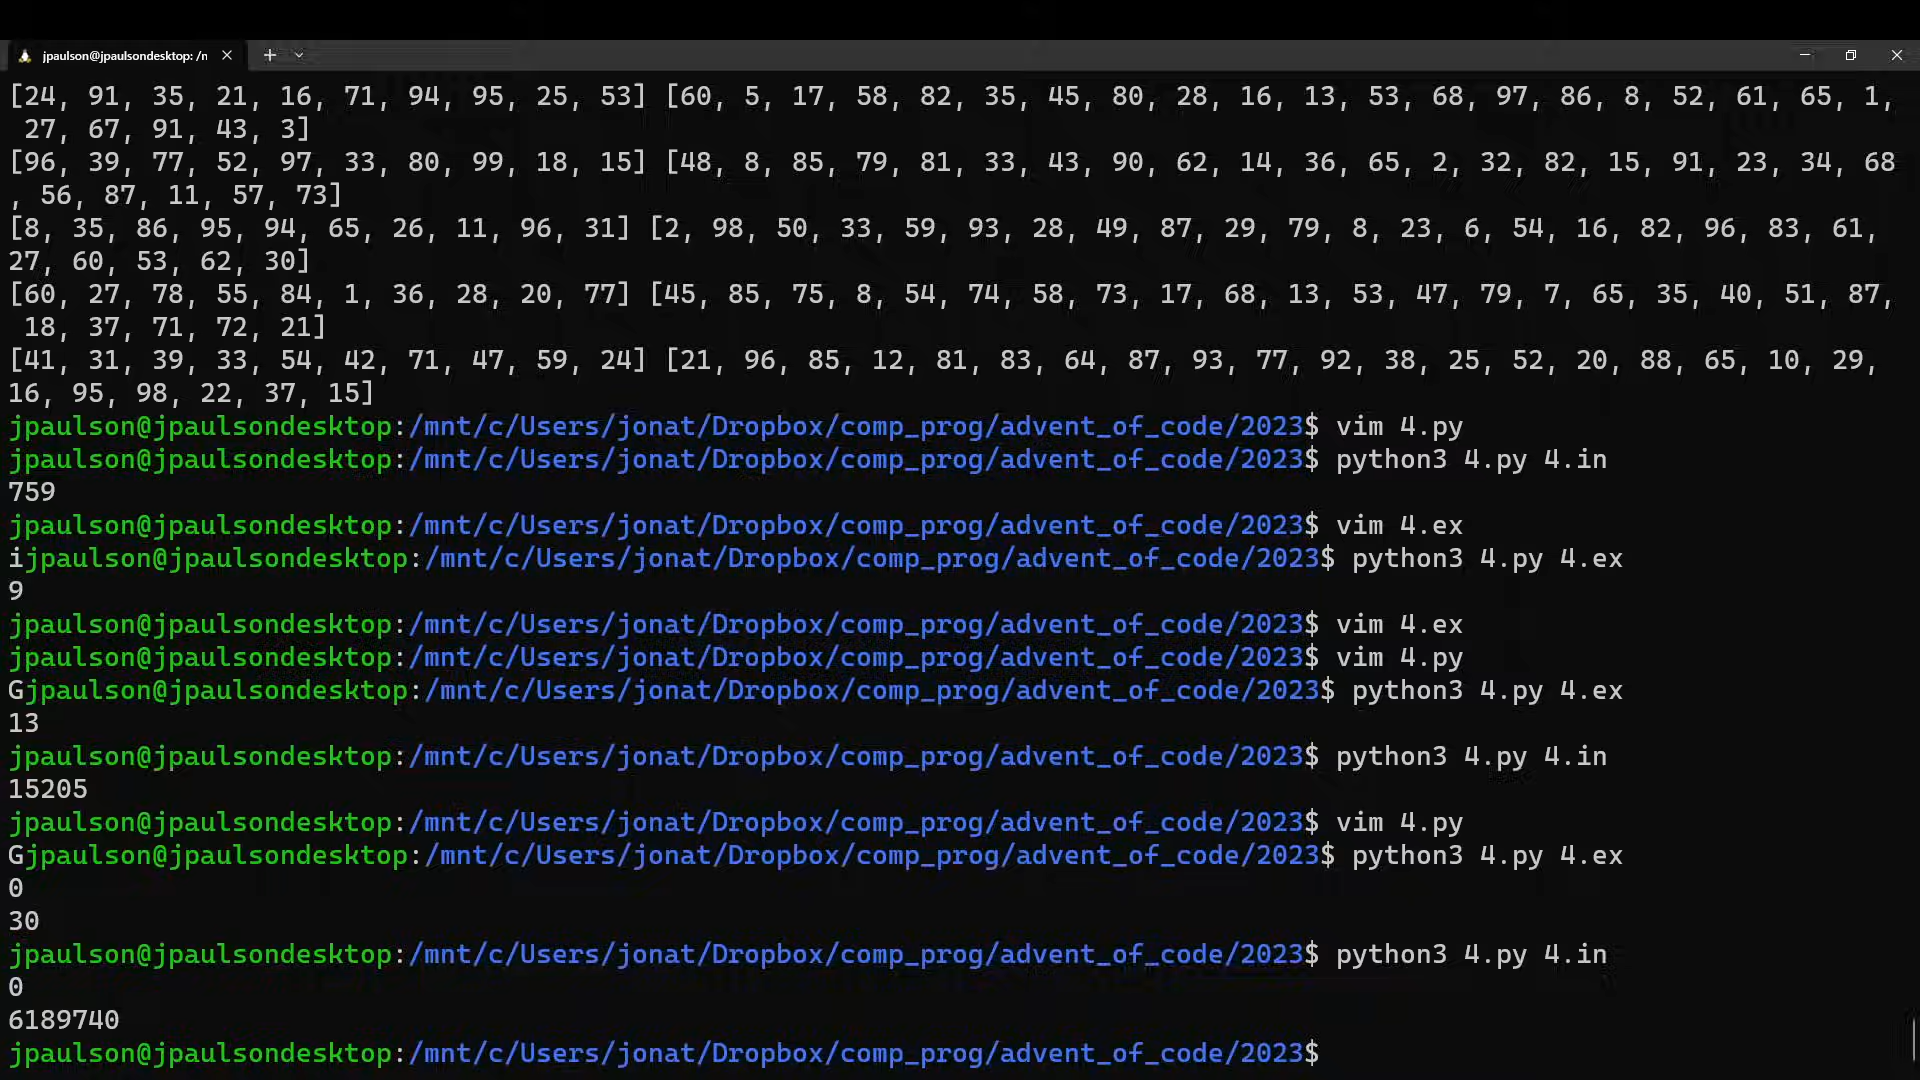 jpaulson@jpaulsondesktop: /n
[24, 91, 35, 21, 16, 71, 94, 95, 25, 53] [60, 5, 17, 58, 82, 35, 45, 80, 28, 16, 13, 53, 68, 97, 86, 8, 52, 61, 65, 1,
27, 67, 91, 43, 3]
[96, 39, 77, 52, 97, 33, 80, 99, 18, 15] [48, 8, 85, 79, 81, 33, 43, 90, 62, 14, 36, 65, 2, 32, 82, 15, 91, 23, 34, 68
, 56, 87, 11, 57, 73]
[8, 35, 86, 95, 94, 65, 26, 11, 96, 31] [2, 98, 50, 33, 59, 93, 28, 49, 87, 29, 79, 8, 23, 6, 54, 16, 82, 96, 83, 61,
27, 60, 53, 62, 30]
[60, 27, 78, 55, 84, 1, 36, 28, 20, 77] [45, 85, 75, 8, 54, 74, 58, 73, 17, 68, 13, 53, 47, 79, 7, 65, 35, 40, 51, 87,
18, 37, 71, 72, 21]
[41, 31, 39, 33, 54, 42, 71, 47, 59, 24] [21, 96, 85, 12, 81, 83, 64, 87, 93, 77, 92, 38, 25, 52, 20, 88, 65, 10, 29,
16, 95, 98, 22, 37, 15]
jpaulson@jpaulsondesktop:/mnt/c/Users/jonat/Dropbox/comp_prog/advent_of_code/2023$ vim 4.py
jpaulson@jpaulsondesktop:/mnt/c/Users/jonat/Dropbox/comp_prog/advent_of_code/2023$ python3 4.py 4.in
759
jpaulson@jpaulsondesktop:/mnt/c/Users/jonat/Dropbox/comp_prog/advent_of_code/2023$ vim 4.ex
ijpaulson@jpaulsondesktop:/mnt/c/Users/jonat/Dropbox/comp_prog/advent_of_code/2023$ python3 4.py 4.ex
9
jpaulson@jpaulsondesktop:/mnt/c/Users/jonat/Dropbox/comp_prog/advent_of_code/2023$ vim 4.ex
jpaulson@jpaulsondesktop:/mnt/c/Users/jonat/Dropbox/comp_prog/advent_of_code/2023$ vim 4.py
Gjpaulson@jpaulsondesktop:/mnt/c/Users/jonat/Dropbox/comp_prog/advent_of_code/2023$ python3 4.py 4.ex
13
jpaulson@jpaulsondesktop:/mnt/c/Users/jonat/Dropbox/comp_prog/advent_of_code/2023$ python3 4.py 4.in
15205
jpaulson@jpaulsondesktop:/mnt/c/Users/jonat/Dropbox/comp_prog/advent_of_code/2023$ vim 4.py
Gjpaulson@jpaulsondesktop:/mnt/c/Users/jonat/Dropbox/comp_prog/advent_of_code/2023$ python3 4.py 4.ex
0
30
jpaulson@jpaulsondesktop:/mnt/c/Users/jonat/Dropbox/comp_prog/advent_of_code/2023$ python3 4.py 4.in
0
6189740
jpaulson@jpaulsondesktop:/mnt/c/Users/jonat/Dropbox/comp_prog/advent_of_code/2023$